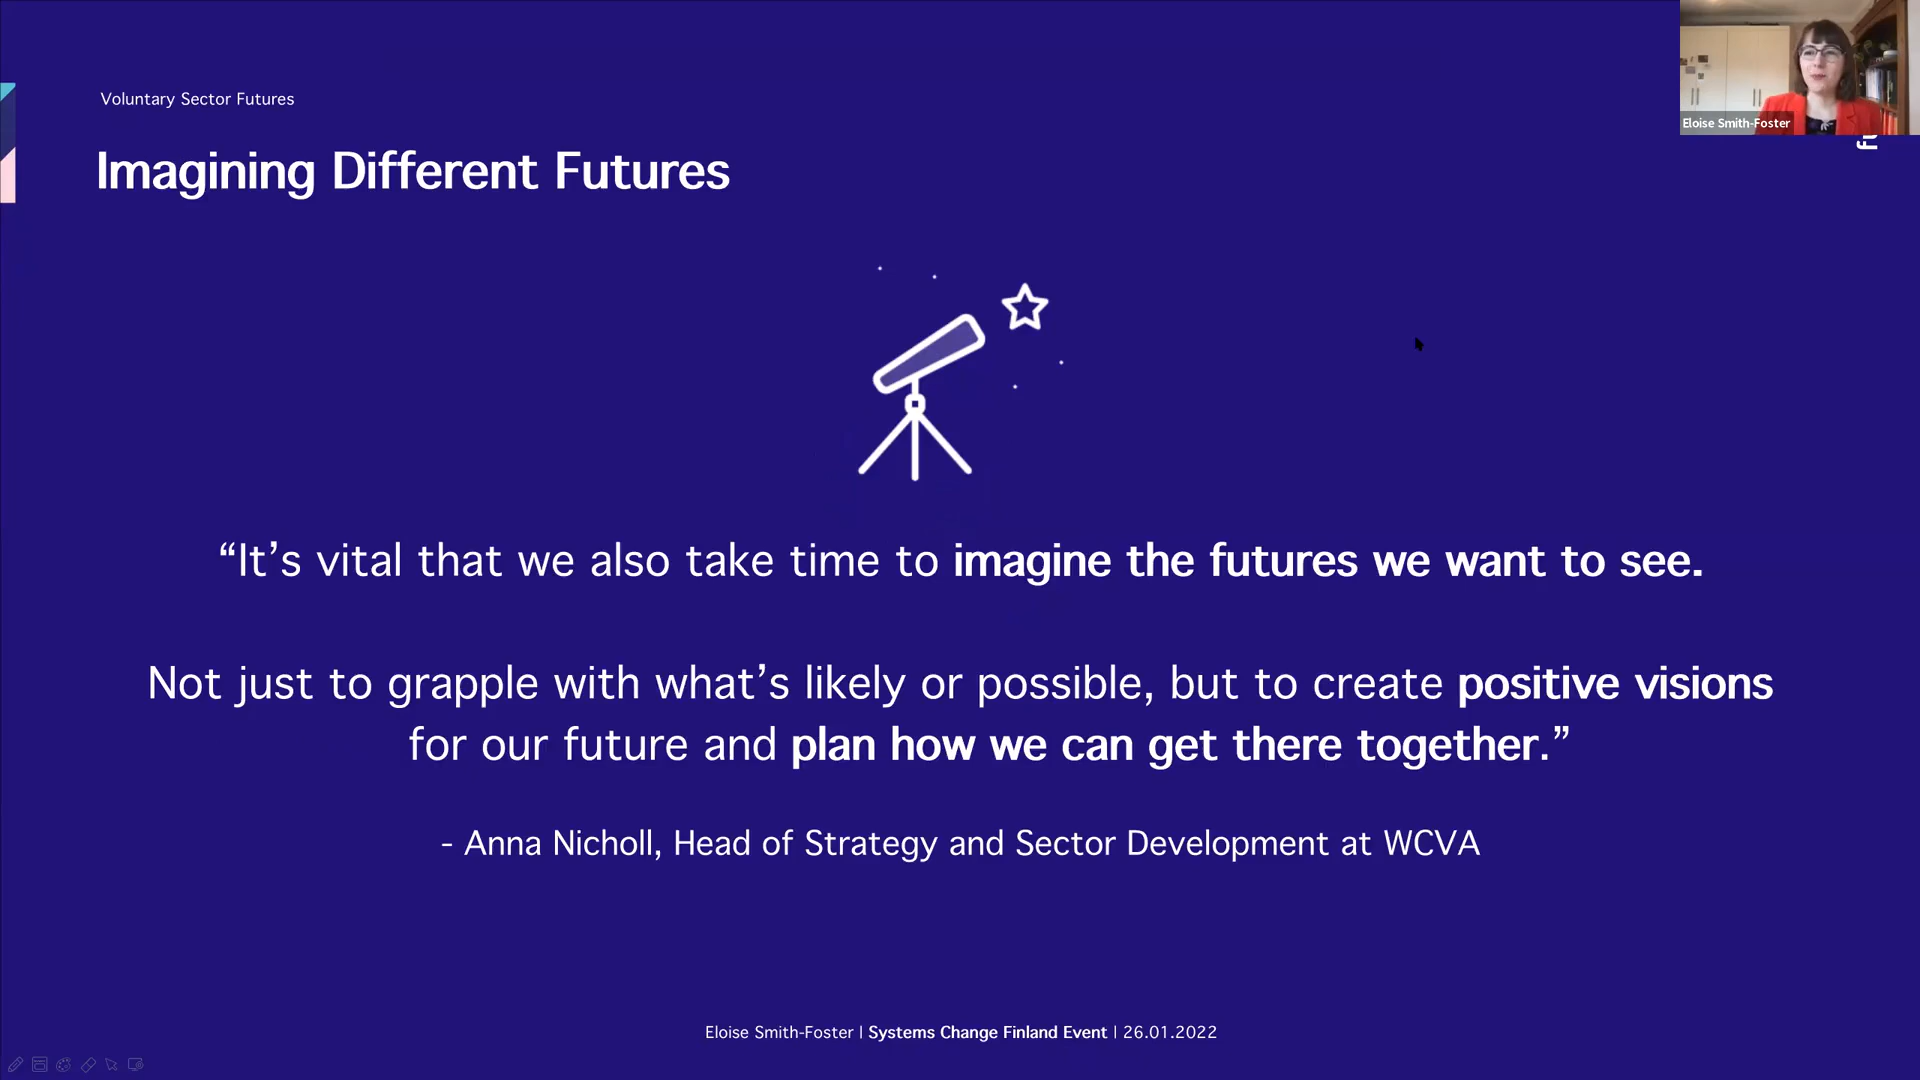 Voluntary Sector Futures
Eloise Smith-Foster
Imagining Different Futures
“It’s vital that we also take time to imagine the futures we want to see.
Not just to grapple with what’s likely or possible, but to create positive visions
for our future and plan how we can get there together.”
- Anna Nicholl, Head of Strategy and Sector Development at WCVA
Eloise Smith-Foster | Systems Change Finland Event | 26.01.2022